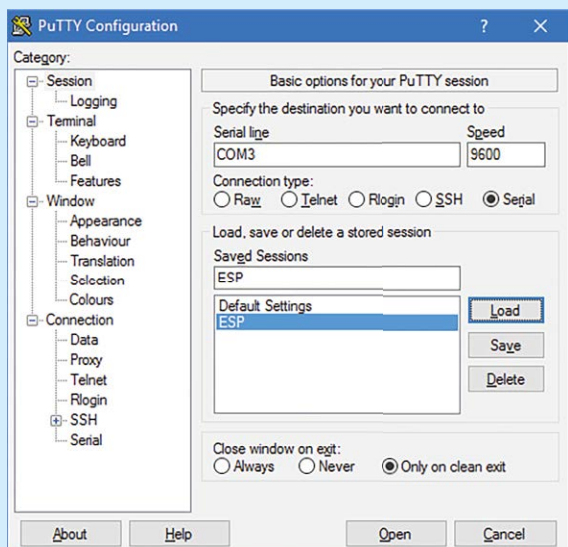 PuTTY Configuration
?
Category:
Session
Logging
Terminal
Keyboard
Bell
Features
Window
Appearance
Behaviour
Translation
Selection
Colours
Connection
Data
Proxy
Telnet
Rlogin
SSH
Serial
Basic options for your PuTTY session
Specify the destination you want to connect to
Serial line Speed
COM3 9600
Connection type:
Raw Telnet Rlogin SSH Serial
Load, save or delete a stored session
Saved Sessions
ESP
Default Settings
ESP
Load
Save
Delete
Close window on exit:
Always Never Only on clean exit
About Help Open Cancel